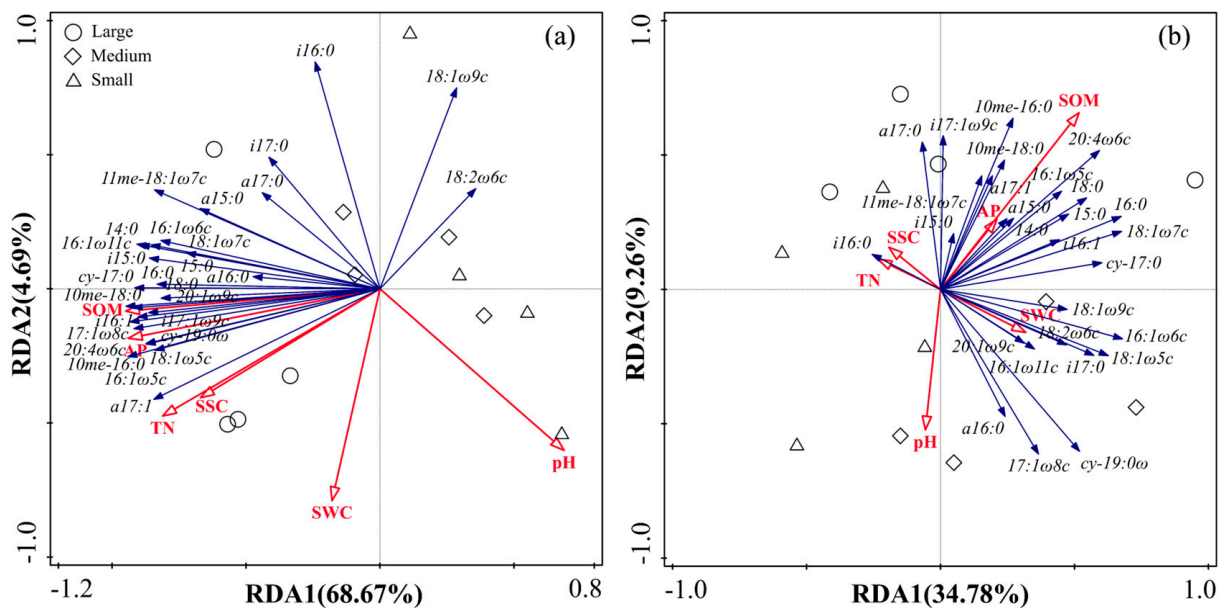 1.0
(a)
Large
Medium
Small
i16:0
18:1ω9c
i17:0
18:2ω6c
11me-18:1ω7c
a17:0
a15:0
14:0
16:1ω6c
16:1ω11c
18:1ω7c
i15:0
15:0
cy-17:0
16:0
a16:0
18:0
10me-18:0
20:1ω9c
SOM
i16:1
i17:1ω9c
17:1ω8c
cy-19:0ω
AP
20:4ω6c
18:1ω5c
10me-16:0
16:1ω5c
a17:1
SSC
TN
pH
SWC
RDA2(4.69%)
-1.0
-1.2
RDA1(68.67%)
0.8
1.0
(b)
10me-16:0
SOM
i17:1ω9c
a17:0
20:4ω6c
10me-18:0
16:1ω5c
a17:1
18:0
11me-18:1ω7c
AP
a15:0
15:0
16:0
i15:0
14:0
18:1ω7c
i16:0
SSC
i16:1
TN
cy-17:0
18:1ω9c
SWC
18:2ω6c
16:1ω6c
20:1ω9c
16:1ω11c
i17:0
18:1ω5c
a16:0
pH
17:1ω8c
cy-19:0ω
RDA2(9.26%)
-1.0
-1.0
RDA1(34.78%)
1.0